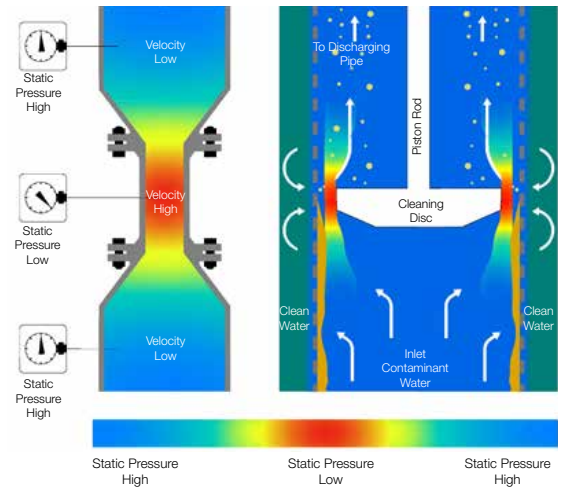 Static
Pressure
High
Velocity
Low
Static
Pressure
Low
Velocity
High
Static
Pressure
High
Velocity
Low
To Discharging
Pipe
Piston Rod
Cleaning
Disc
Clean
Water
Clean
Water
Inlet
Contaminant
Water
Static Pressure
High
Static Pressure
Low
Static Pressure
High